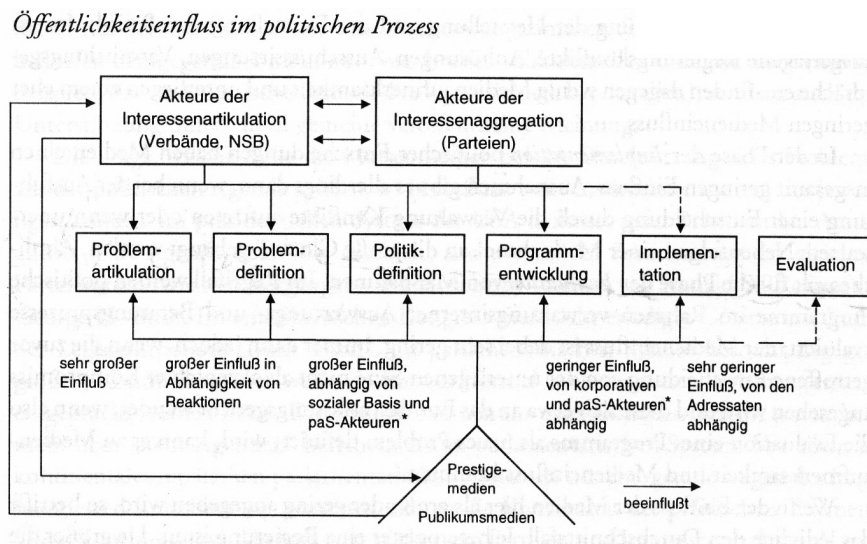 Öffentlichkeitseinfluss im politischen Prozess
Akteure der
Interessenartikulation
(Verbände, NSB)
Akteure der
Interessenaggregation
(Parteien)
Problem-
artikulation
Problem-
definition
Politik-
definition
Programm-
entwicklung
Implemen-
tation
Evaluation
sehr großer
Einfluß
großer Einfluß in
Abhängigkeit von
Reaktionen
großer Einfluß,
abhängig von
sozialer Basis und
paS-Akteuren*
geringer Einfluß,
und paS-Akteuren*
abhängig
sehr geringer
Einfluß, von den
Adressaten
abhängig
Prestige-
medien
Publikumsmedien
beeinflußt